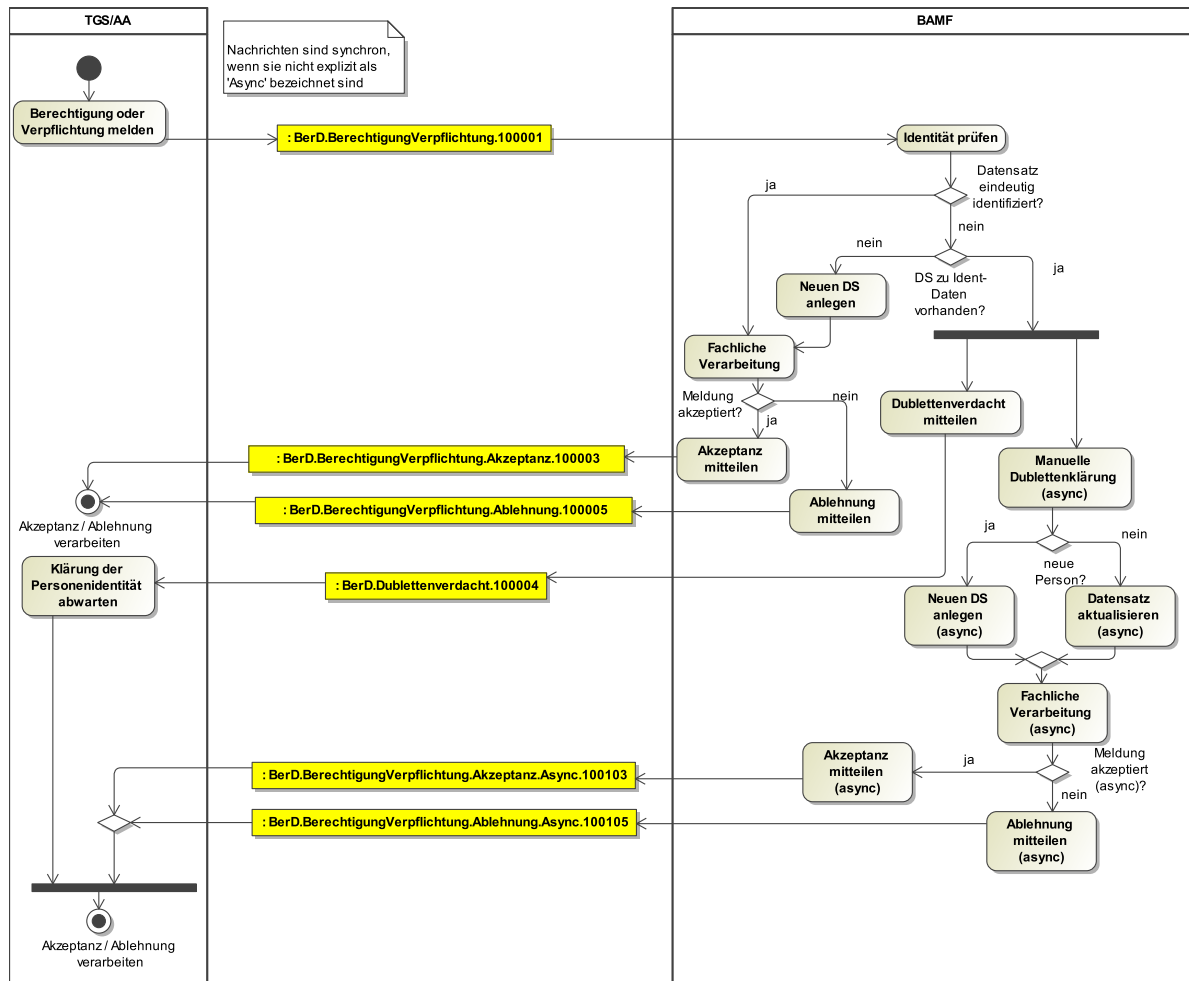 TGS/AA
BAMF
Nachrichten sind synchron,
wenn sie nicht explizit als
'Async' bezeichnet sind
Berechtigung oder
Verpflichtung melden
: BerD.BerechtigungVerpflichtung.100001
Identität prüfen
Datensatz
eindeutig
identifiziert?
ja
nein
nein
ja
DS zu Ident-
Daten
vorhanden?
Neuen DS
anlegen
Fachliche
Verarbeitung
Meldung
akzeptiert?
nein
ja
Dublettenverdacht
mitteilen
: BerD.BerechtigungVerpflichtung.Akzeptanz.100003
Akzeptanz
mitteilen
Manuelle
Dublettenklärung
(async)
: BerD.BerechtigungVerpflichtung.Ablehnung.100005
Ablehnung
mitteilen
Akzeptanz / Ablehnung
verarbeiten
ja
nein
neue
Person?
Klärung der
Personenidentität
abwarten
: BerD.Dublettenverdacht.100004
Neuen DS
anlegen
(async)
Datensatz
aktualisieren
(async)
Fachliche
Verarbeitung
(async)
Meldung
akzeptiert
(async)?
ja
nein
Akzeptanz
mitteilen
(async)
: BerD.BerechtigungVerpflichtung.Akzeptanz.Async.100103
: BerD.BerechtigungVerpflichtung.Ablehnung.Async.100105
Ablehnung
mitteilen
(async)
Akzeptanz / Ablehnung
verarbeiten